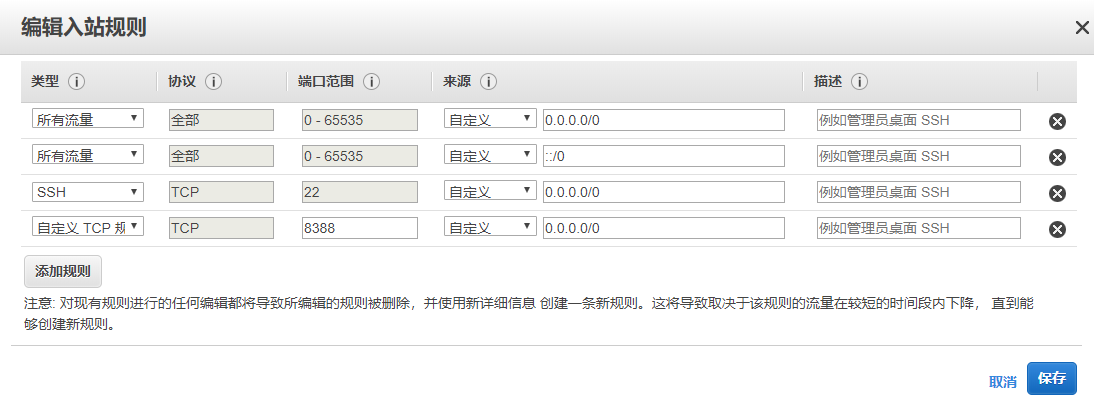 编辑入站规则
类型 协议 端口范围 来源 描述
所有流量 全部 0 - 65535 自定义 0.0.0.0/0 例如管理员桌面 SSH
所有流量 全部 0 - 65535 自定义 ::/0 例如管理员桌面 SSH
SSH TCP 22 自定义 0.0.0.0/0 例如管理员桌面 SSH
自定义 TCP 规 TCP 8388 自定义 0.0.0.0/0 例如管理员桌面 SSH
添加规则
注意: 对现有规则进行的任何编辑都将导致所编辑的规则被删除，并使用新详细信息 创建一条新规则。这将导致取决于该规则的流量在较短的时间段内下降， 直到能
够创建新规则。
取消 保存